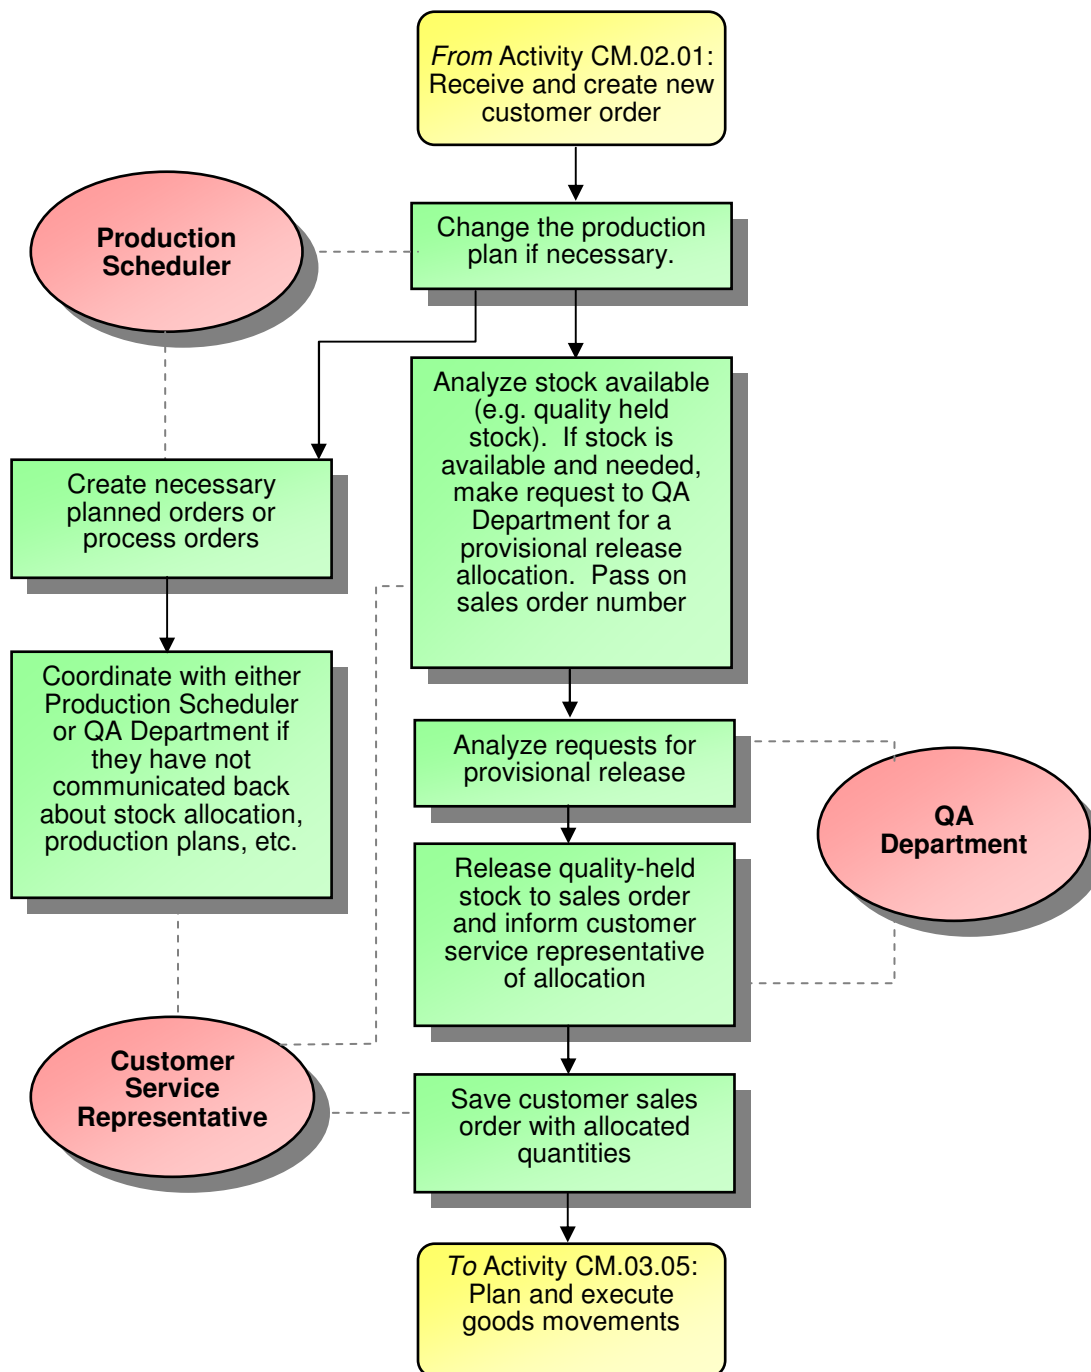 From Activity CM.02.01:
Receive and create new
customer order
Production
Scheduler
Change the production
plan if necessary.
Analyze stock available
(e.g. quality held
stock). If stock is
available and needed,
make request to QA
Department for a
provisional release
allocation. Pass on
sales order number
Create necessary
planned orders or
process orders
Coordinate with either
Production Scheduler
or QA Department if
they have not
communicated back
about stock allocation,
production plans, etc.
Analyze requests for
provisional release
QA
Department
Release quality-held
stock to sales order
and inform customer
service representative
of allocation
Customer
Service
Representative
Save customer sales
order with allocated
quantities
To Activity CM.03.05:
Plan and execute
goods movements